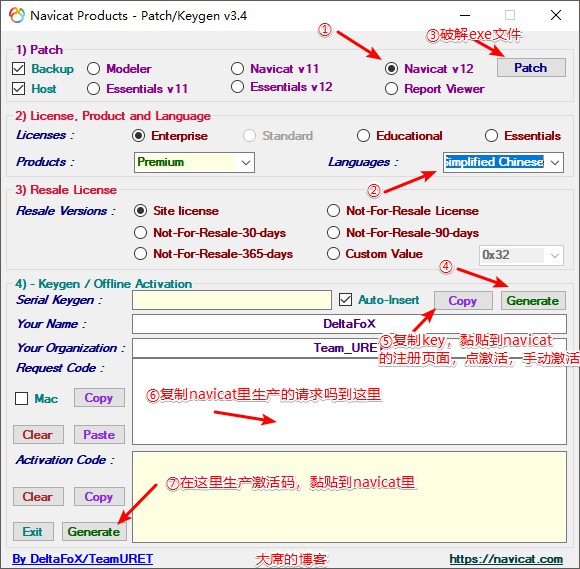 Navicat Products - Patch/Keygen v3.4
①
③破解exe文件
1) Patch
Backup Modeler Navicat v11 Navicat v12 Patch
Host Essentials v11 Essentials v12 Report Viewer
2) License, Product and Language
Licenses : Enterprise Standard Educational Essentials
Products : Premium Languages : Simplified Chinese
②
3) Resale License
Resale Versions : Site license Not-For-Resale License
Not-For-Resale-30-days Not-For-Resale-90-days
Not-For-Resale-365-days Custom Value 0x32
④
4) - Keygen / Offline Activation
Serial Keygen : Auto-Insert Copy Generate
Your Name : DeltaFoX
⑤复制key，黏贴到navicat
Your Organization : Team_URET
的注册页面，点激活，手动激活
Request Code :
⑥复制navicat里生产的请求吗到这里
Mac Copy
Clear Paste
Activation Code :
⑦在这里生产激活码，黏贴到navicat里
Clear Copy
Exit Generate
By DeltaFoX/TeamURET 大席的博客 https://navicat.com